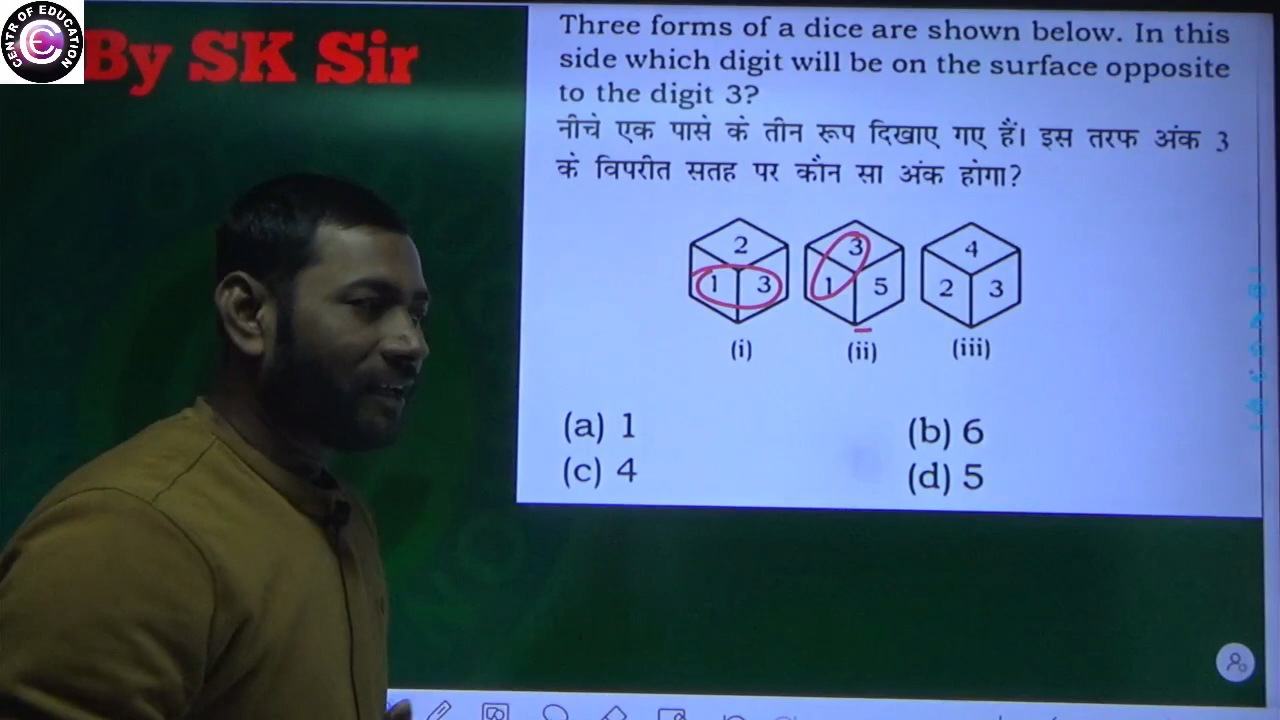 CENTR OF EDUCATION
By SK Sir
Three forms of a dice are shown below. In this
side which digit will be on the surface opposite
to the digit 3?
नीचे एक पासे के तीन रूप दिखाए गए हैं। इस तरफ अंक 3
के विपरीत सतह पर कौन सा अंक होगा?
2 3 4
1 3 1 5 2 3
(i) (ii) (iii)
(a) 1 (b) 6
(c) 4 (d) 5